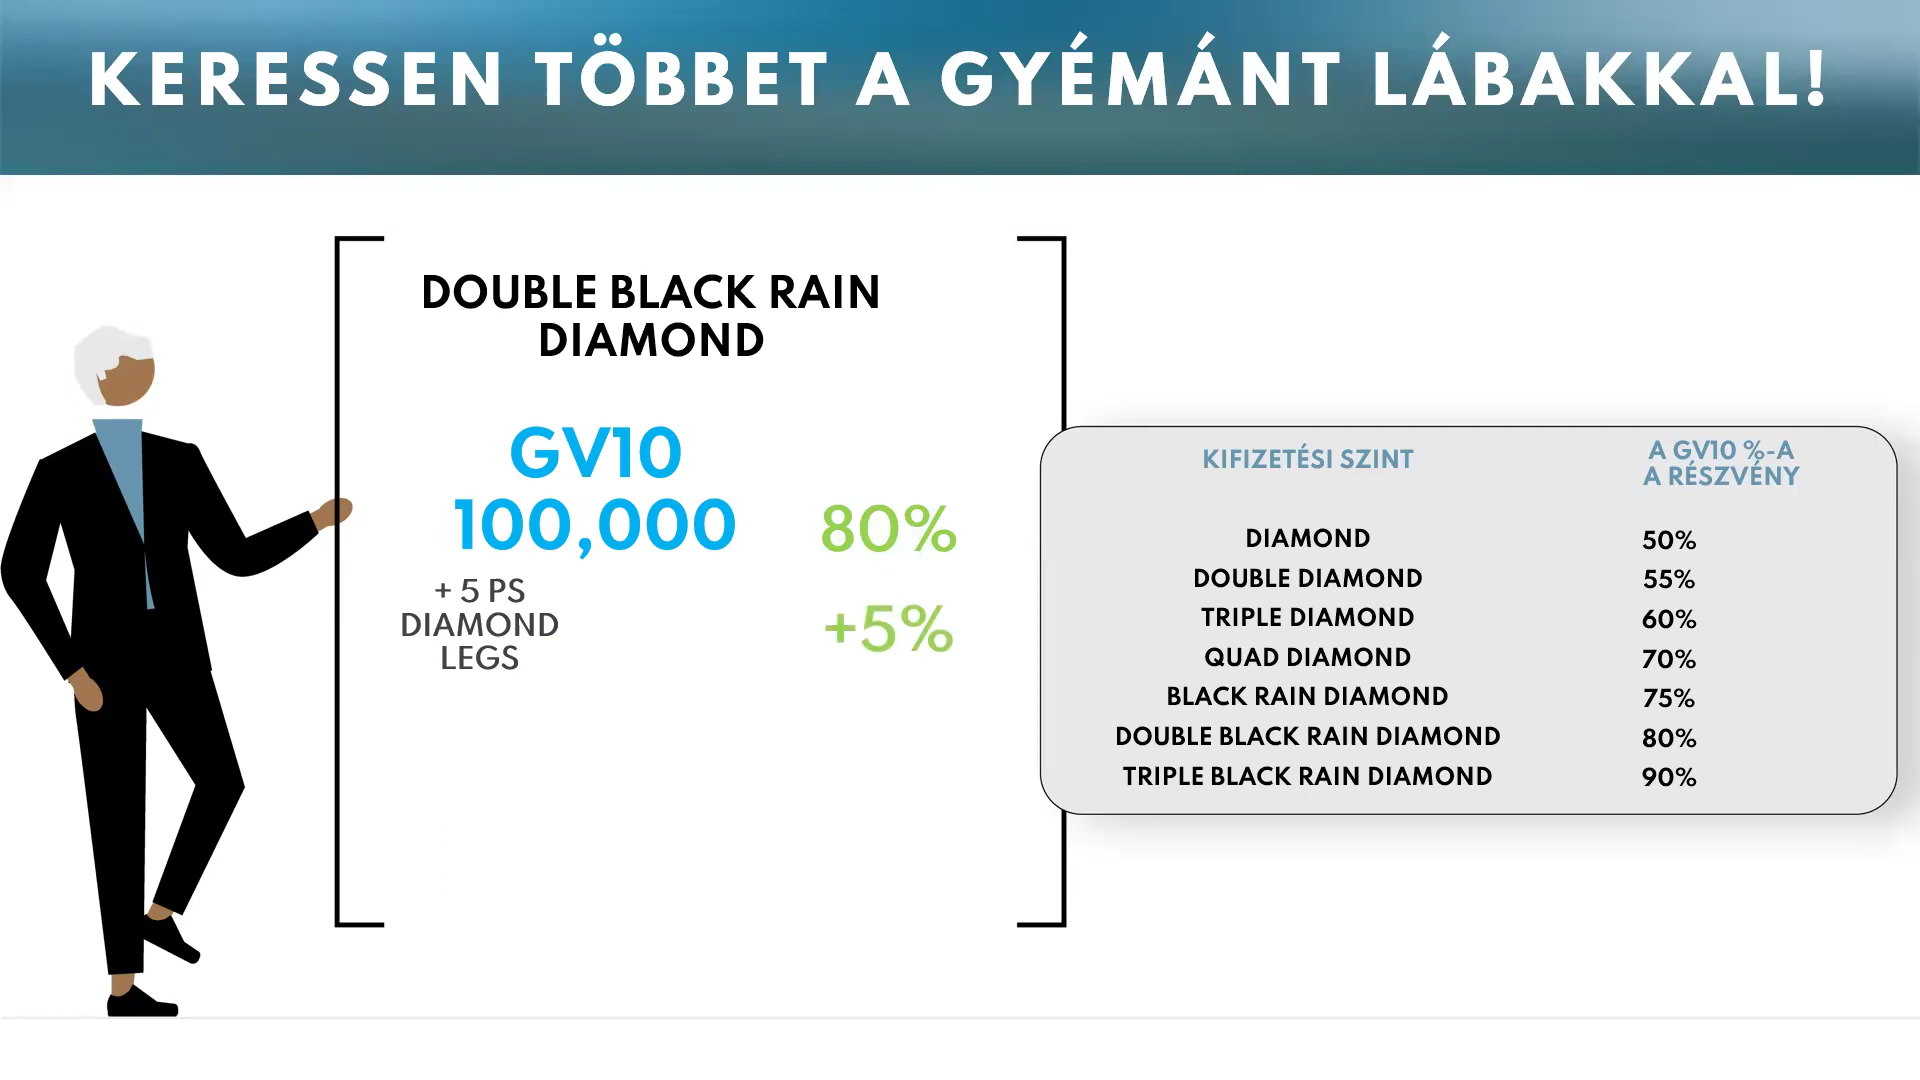 KERESSEN TÖBBET A GYÉMÁNT LÁBAKKAL!
DOUBLE BLACK RAIN
DIAMOND
GV10
100,000 80%
+ 5 PS
DIAMOND
LEGS
+5%
KIFIZETÉSI SZINT
A GV10 %-A
A RÉSZVÉNY
DIAMOND 50%
DOUBLE DIAMOND 55%
TRIPLE DIAMOND 60%
QUAD DIAMOND 70%
BLACK RAIN DIAMOND 75%
DOUBLE BLACK RAIN DIAMOND 80%
TRIPLE BLACK RAIN DIAMOND 90%